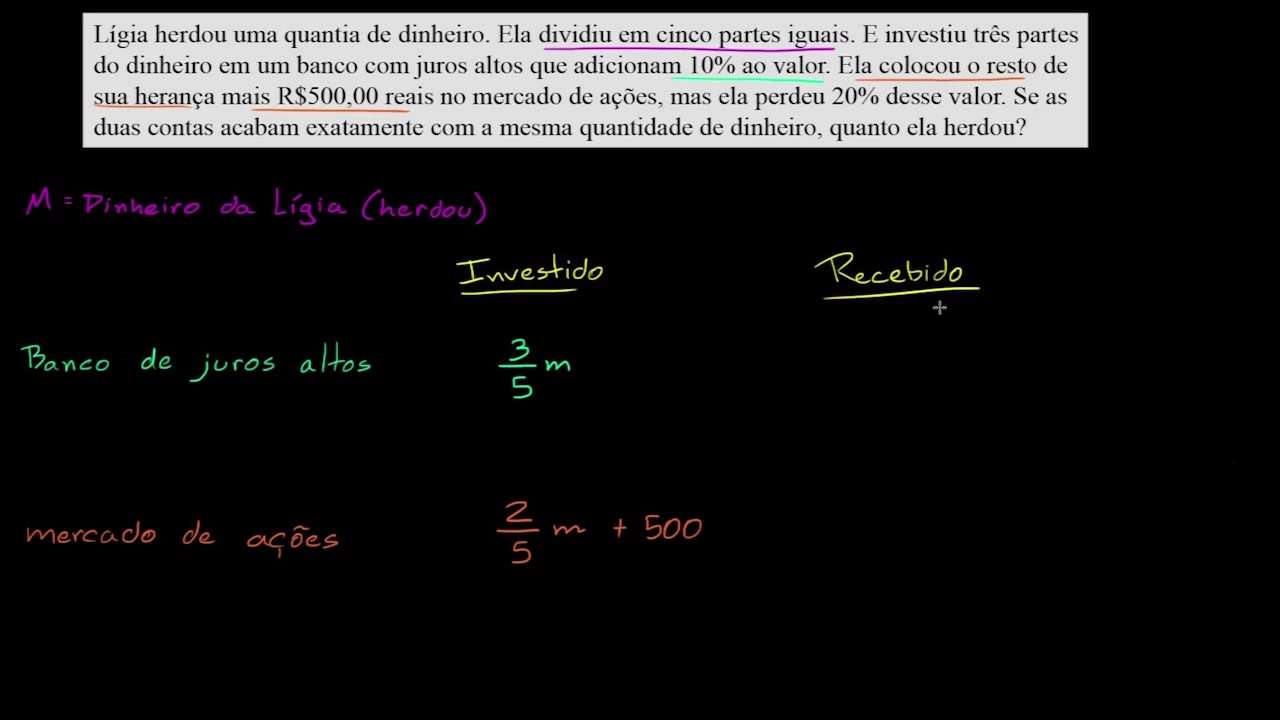 Lígia herdou uma quantia de dinheiro. Ela dividiu em cinco partes iguais. E investiu três partes
do dinheiro em um banco com juros altos que adicionam 10% ao valor. Ela colocou o resto de
sua herança mais R$500,00 reais no mercado de ações, mas ela perdeu 20% desse valor. Se as
duas contas acabam exatamente com a mesma quantidade de dinheiro, quanto ela herdou?
M = Dinheiro da Lígia (herdou)
Investido Recebido
Banco de juros altos 3/5 m
mercado de ações 2/5 m + 500